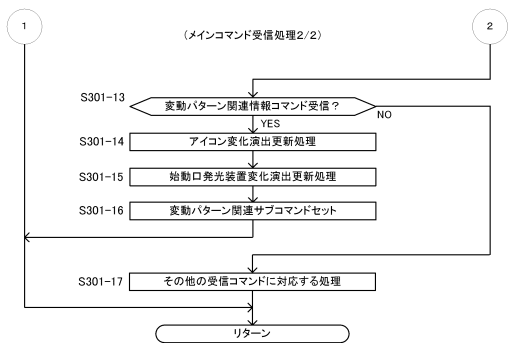 1
(メインコマンド受信処理2/2)
2
S301-13
変動パターン関連情報コマンド受信?
NO
YES
S301-14
アイコン変化演出更新処理
S301-15
始動口発光装置変化演出更新処理
S301-16
変動パターン関連サブコマンドセット
S301-17
その他の受信コマンドに対応する処理
リターン